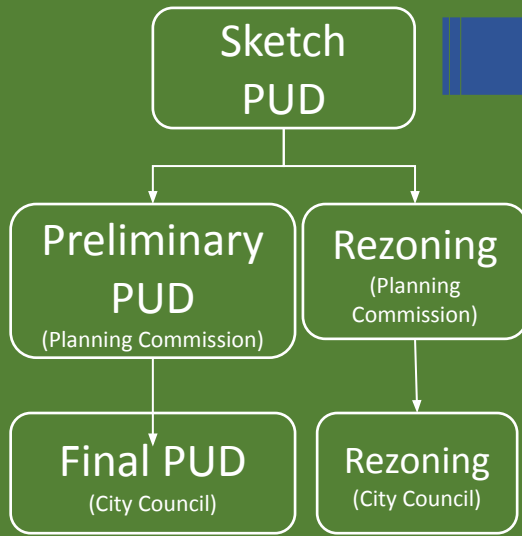 Sketch
PUD
Preliminary
PUD
(Planning Commission)
Rezoning
(Planning
Commission)
Final PUD
(City Council)
Rezoning
(City Council)